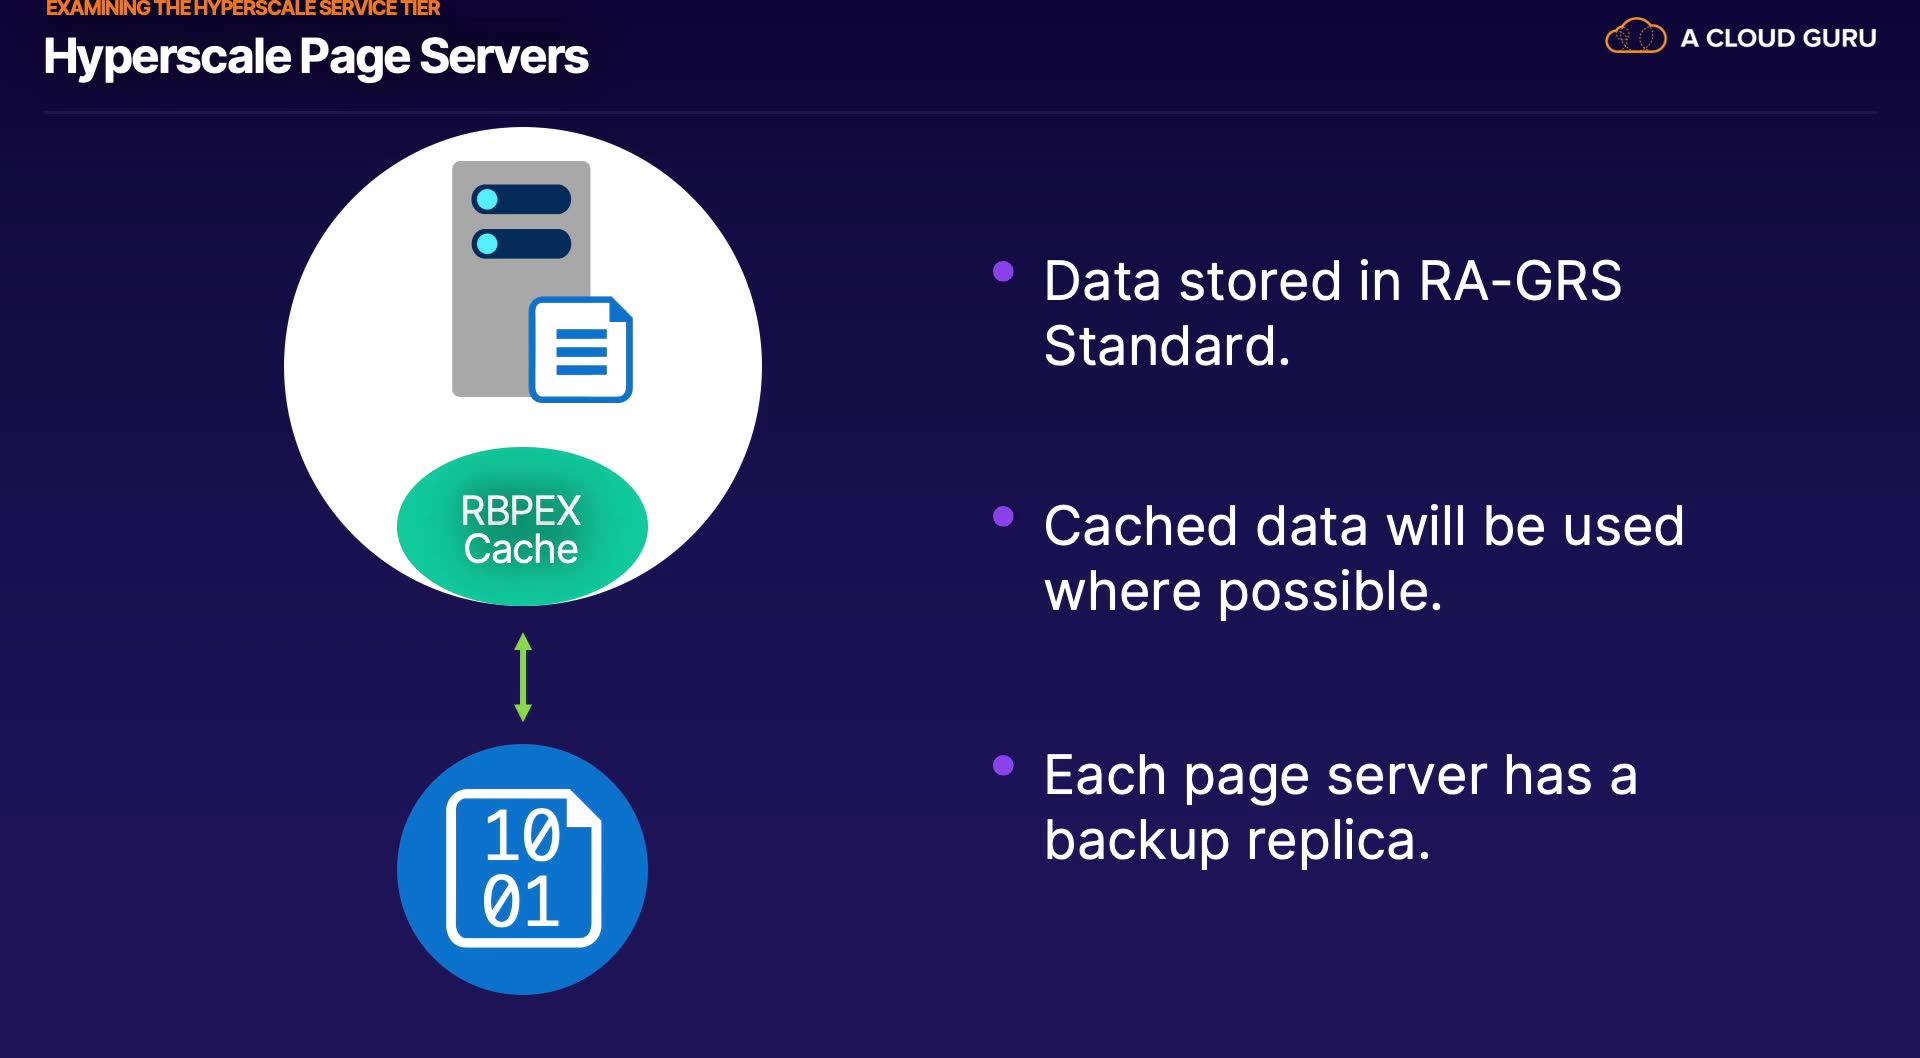 EXAMINING THE HYPERSCALE SERVICE TIER
Hyperscale Page Servers
A CLOUD GURU
RBPEX
Cache
10
01
Data stored in RA-GRS
Standard.
Cached data will be used
where possible.
Each page server has a
backup replica.